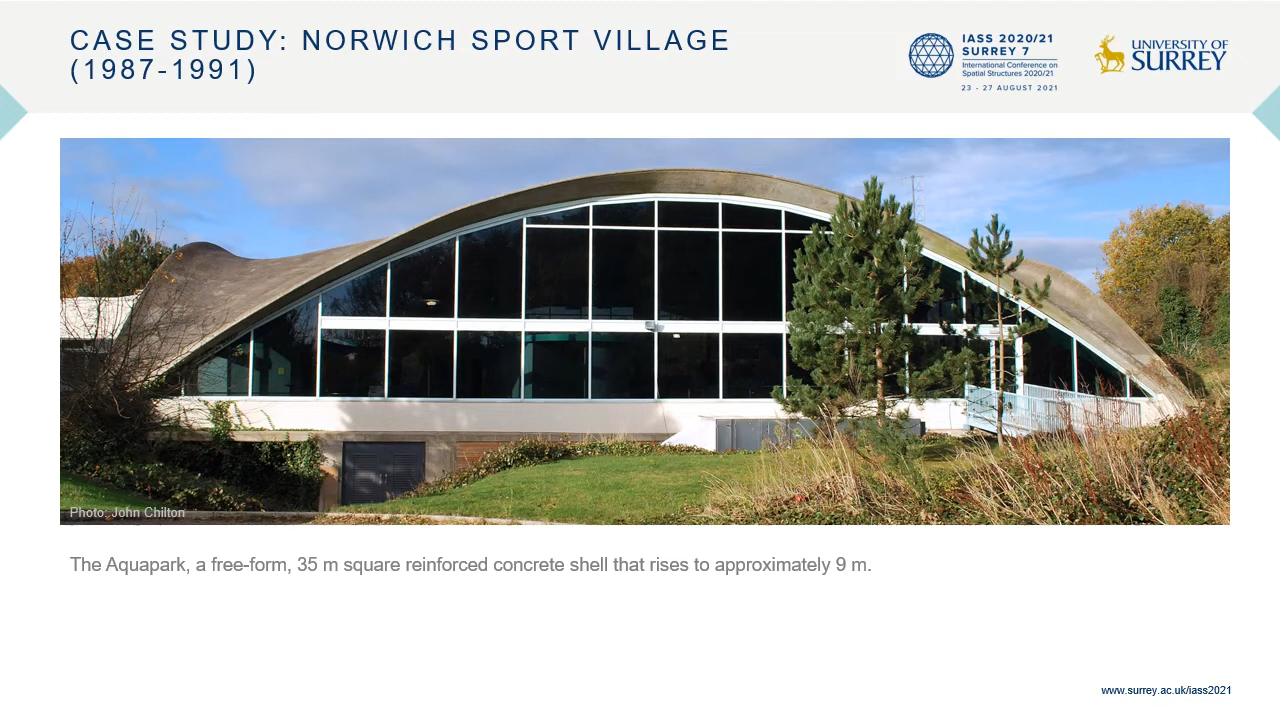 CASE STUDY: NORWICH SPORT VILLAGE
(1987-1991)
IASS 2020/21
SURREY 7
International Conference on
Spatial Structures 2020/21
23 - 27 AUGUST 2021
UNIVERSITY OF
SURREY
Photo: John Chilton
The Aquapark, a free-form, 35 m square reinforced concrete shell that rises to approximately 9 m.
www.surrey.ac.uk/iass2021